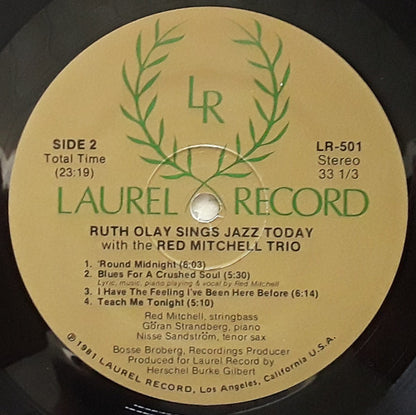 LR
SIDE 2
Total Time
(23:19)
LR-501
Stereo
33 1/3
LAUREL RECORD
RUTH OLAY SINGS JAZZ TODAY
with the RED MITCHELL TRIO
1. 'Round Midnight (6:03)
2. Blues For A Crushed Soul (5:30)
Lyric, music, piano playing & vocal by Red Mitchell
3. I Have The Feeling I've Been Here Before (6:14)
4. Teach Me Tonight (5:10)
Red Mitchell, stringbass
Göran Strandberg, piano
Nisse Sandström, tenor sax
Bosse Broberg, Recordings Producer
Produced for Laurel Record by
Herschel Burke Gilbert
℗ 1981 LAUREL RECORD, Los Angeles, California U.S.A.